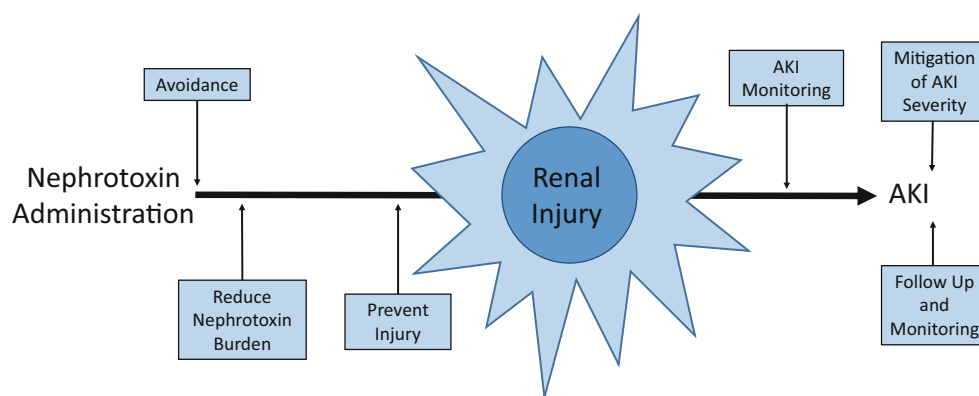 Avoidance
AKI
Monitoring
Mitigation
of AKI
Severity
Nephrotoxin
Administration
Renal
Injury
AKI
Reduce
Nephrotoxin
Burden
Prevent
Injury
Follow Up
and
Monitoring